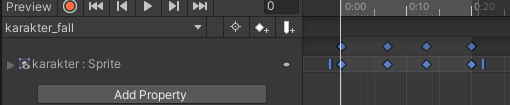 Preview 0
0:00 0:10 0:20
karakter_fall
karakter : Sprite
Add Property